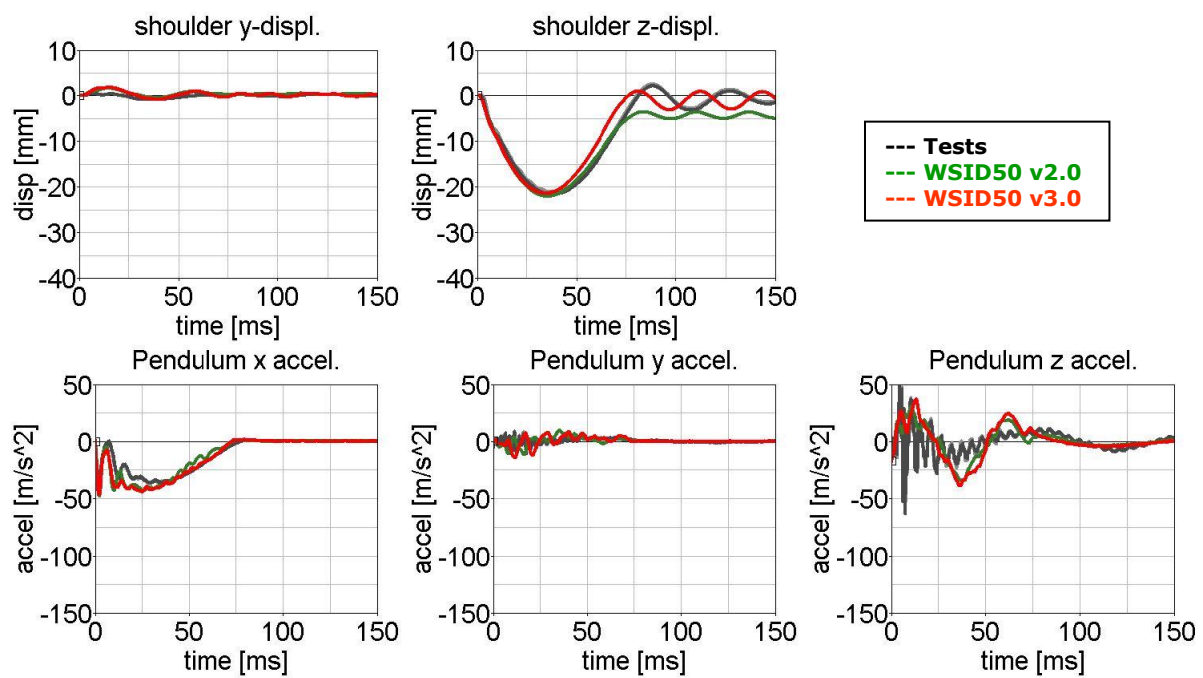 shoulder y-displ.
10
0
-10
-20
-30
-40
disp [mm]
0 50 100 150
time [ms]
shoulder z-displ.
10
0
-10
-20
-30
-40
disp [mm]
0 50 100 150
time [ms]
--- Tests
--- WSID50 v2.0
--- WSID50 v3.0
Pendulum x accel.
50
0
-50
-100
-150
accel [m/s^2]
0 50 100 150
time [ms]
Pendulum y accel.
50
0
-50
-100
-150
accel [m/s^2]
0 50 100 150
time [ms]
Pendulum z accel.
50
0
-50
-100
-150
accel [m/s^2]
0 50 100 150
time [ms]